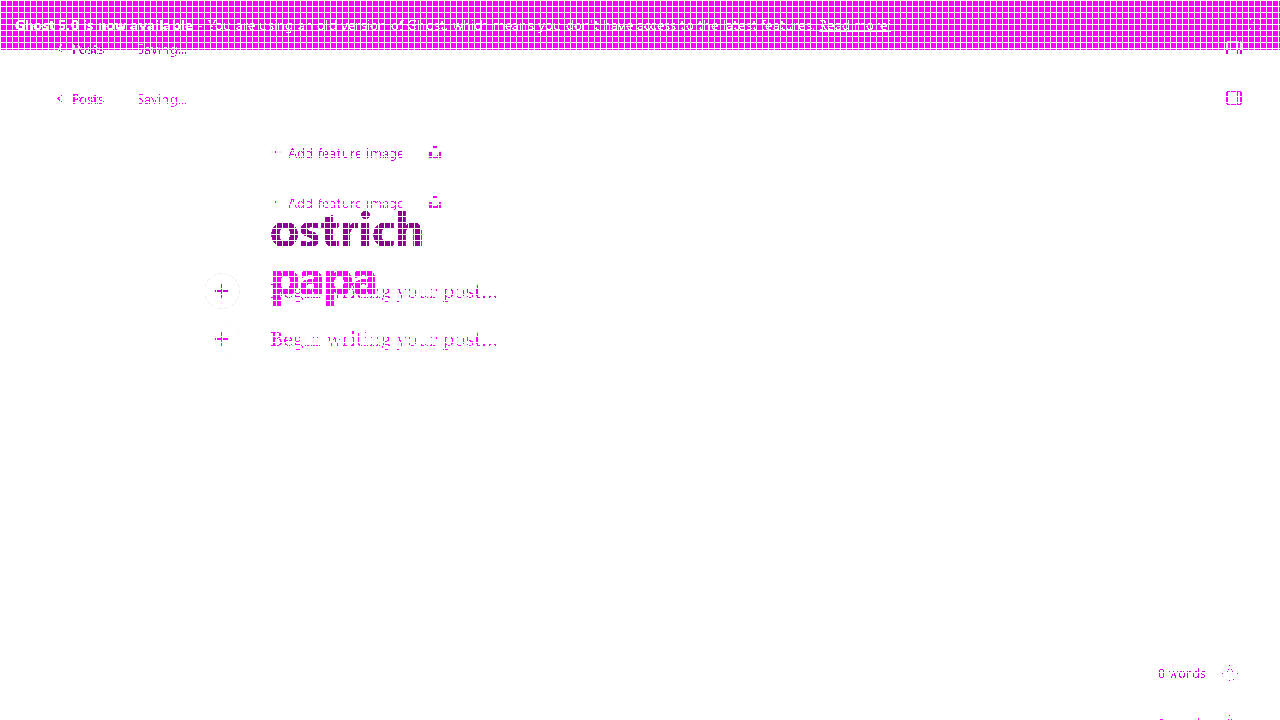 Ghost 5.0 is now available - You are using an old version of Ghost, which means you don't have access to the latest features. Read more!
Posts Saving...
Posts Saving...
Add feature image
Add feature image
ostrich
papa
Begin writing your post...
Begin writing your post...
0 words